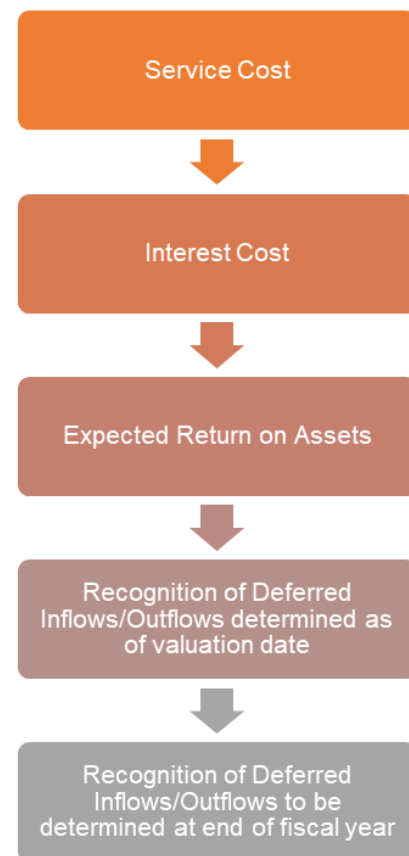 Service Cost
Interest Cost
Expected Return on Assets
Recognition of Deferred
Inflows/Outflows determined as
of valuation date
Recognition of Deferred
Inflows/Outflows to be
determined at end of fiscal year